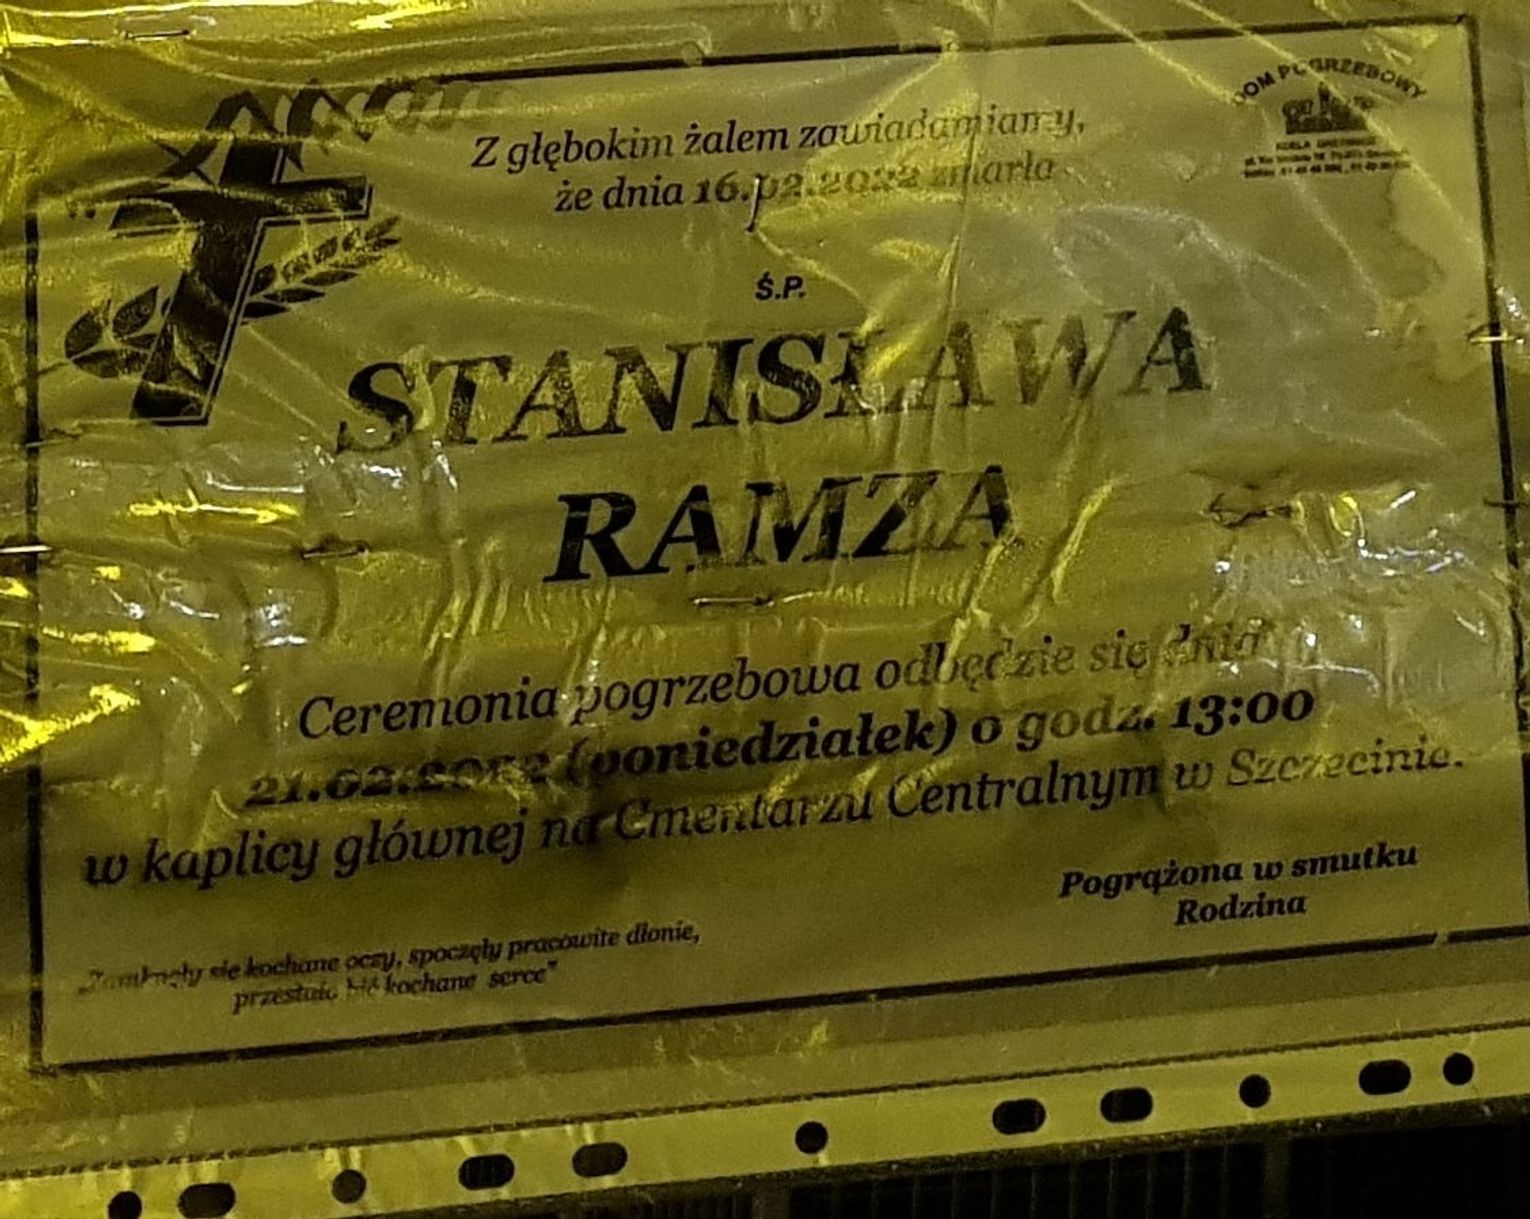 DOM POGRZEBOWY
Z głębokim żalem zawiadamiamy,
że dnia 16.02.2022 zmarła
Ś.P.
STANISŁAWA
RAMZA
Ceremonia pogrzebowa odbędzie się dnia
21.02.2022 (poniedziałek) o godz. 13:00
w kaplicy głównej na Cmentarzu Centralnym w Szczecinie.
Pogrążona w smutku
Rodzina
„Zamknęły się kochane oczy, spoczęły pracowite dłonie,
przestało bić kochane serce”